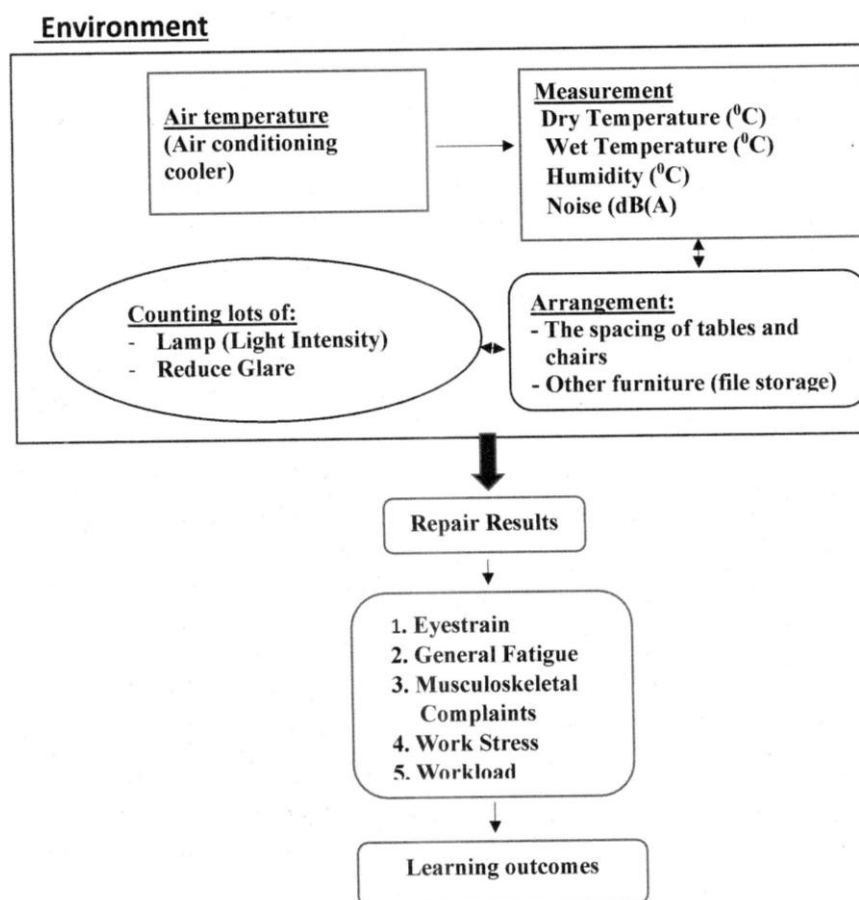 Environment
Air temperature
(Air conditioning
cooler)
Measurement
Dry Temperature (⁰C)
Wet Temperature (⁰C)
Humidity (⁰C)
Noise (dB(A)
Counting lots of:
- Lamp (Light Intensity)
- Reduce Glare
Arrangement:
- The spacing of tables and
chairs
- Other furniture (file storage)
Repair Results
1. Eyestrain
2. General Fatigue
3. Musculoskeletal
Complaints
4. Work Stress
5. Workload
Learning outcomes